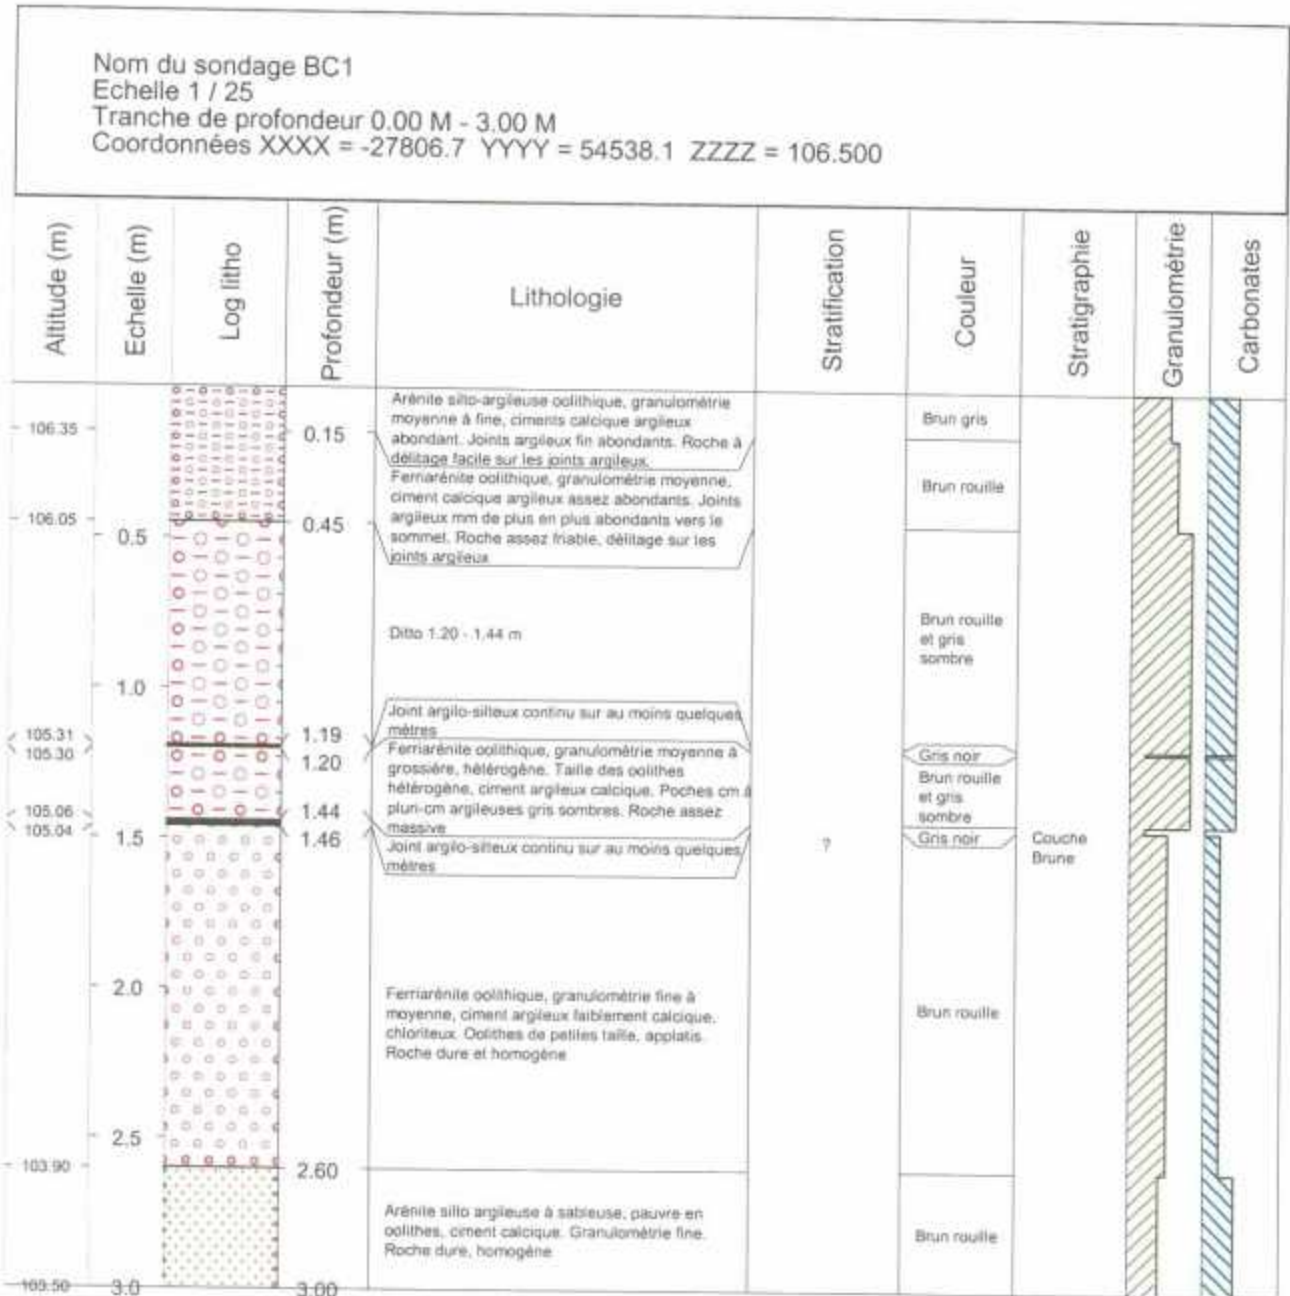 Nom du sondage BC1
Echelle 1 / 25
Tranche de profondeur 0.00 M - 3.00 M
Coordonnées XXXX = -27806.7 YYYY = 54538.1 ZZZZ = 106.500
Altitude (m)
Echelle (m)
Log litho
Profondeur (m)
Lithologie
Stratification
Couleur
Stratigraphie
Granulométrie
Carbonates
Arénite silto-argileuse oolithique, granulométrie
moyenne à fine, ciments calcique argileux
abondant. Joints argileux fin abondants. Roche à
délitage facile sur les joints argileux.
Brun gris
106.35
0.15
Ferriarénite oolithique, granulométrie moyenne,
ciment calcique argileux assez abondants. Joints
argileux mm de plus en plus abondants vers le
sommet. Roche assez friable, délitage sur les
joints argileux
Brun rouille
106.05
0.45
0.5
Ditto 1.20 - 1.44 m
Brun rouille
et gris
sombre
1.0
Joint argilo-silteux continu sur au moins quelques
mètres
105.31
1.19
105.30
1.20
Gris noir
Ferriarénite oolithique, granulométrie moyenne à
grossière, hétérogène. Taille des oolithes
hétérogène, ciment argileux calcique. Poches cm à
pluri-cm argileuses gris sombres. Roche assez
massive
Brun rouille
et gris
sombre
105.06
1.44
105.04
1.46
1.5
Joint argilo-silteux continu sur au moins quelques
mètres
?
Gris noir
Couche
Brune
2.0
Ferriarénite oolithique, granulométrie fine à
moyenne, ciment argileux faiblement calcique,
chloriteux. Oolithes de petites taille, applatis.
Roche dure et homogène
Brun rouille
2.5
103.90
2.60
Arénite silto argileuse à sableuse, pauvre en
oolithes, ciment calcique. Granulométrie fine.
Roche dure, homogène
Brun rouille
103.50
3.0
3.00